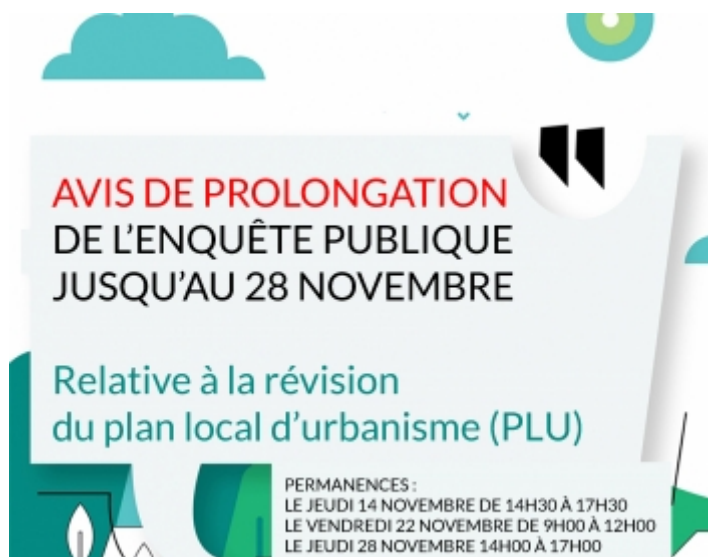 AVIS DE PROLONGATION
DE L'ENQUÊTE PUBLIQUE
JUSQU'AU 28 NOVEMBRE
Relative à la révision
du plan local d'urbanisme (PLU)
PERMANENCES :
LE JEUDI 14 NOVEMBRE DE 14H30 À 17H30
LE VENDREDI 22 NOVEMBRE DE 9H00 À 12H00
LE JEUDI 28 NOVEMBRE 14H00 À 17H00